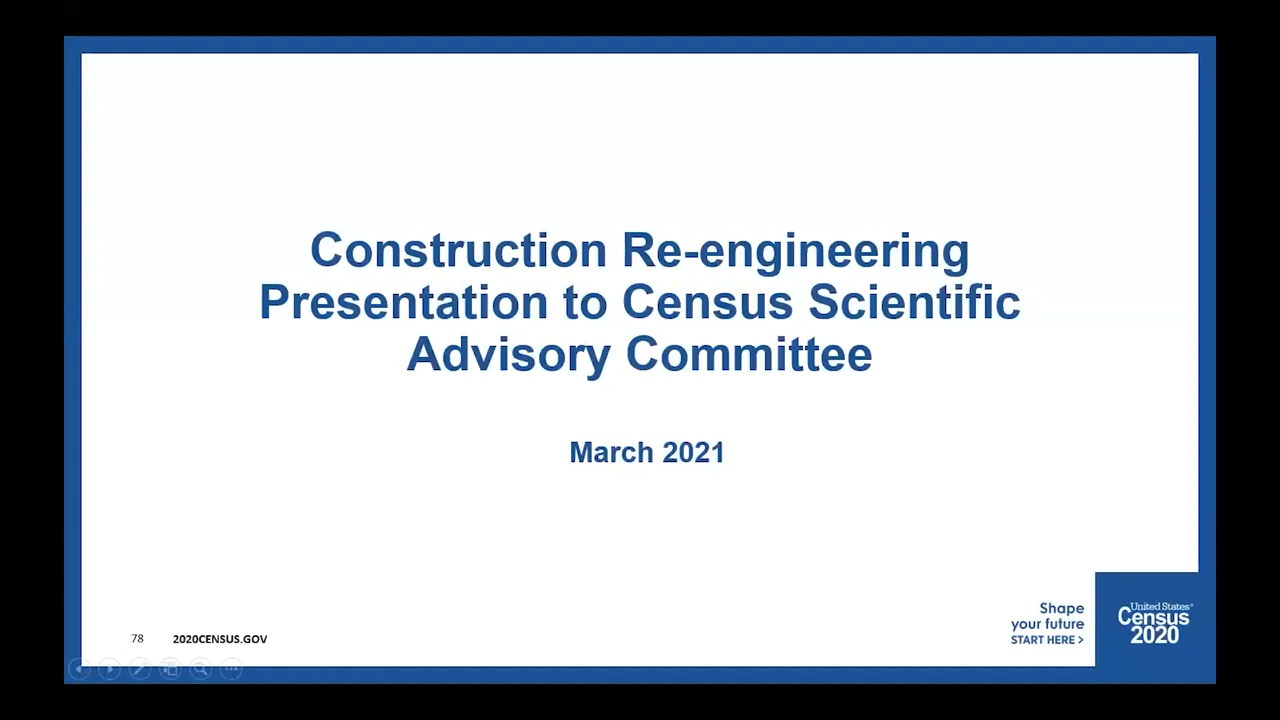 Construction Re-engineering
Presentation to Census Scientific
Advisory Committee
March 2021
Shape
your future
START HERE >
United States®
Census
2020
78 2020CENSUS.GOV